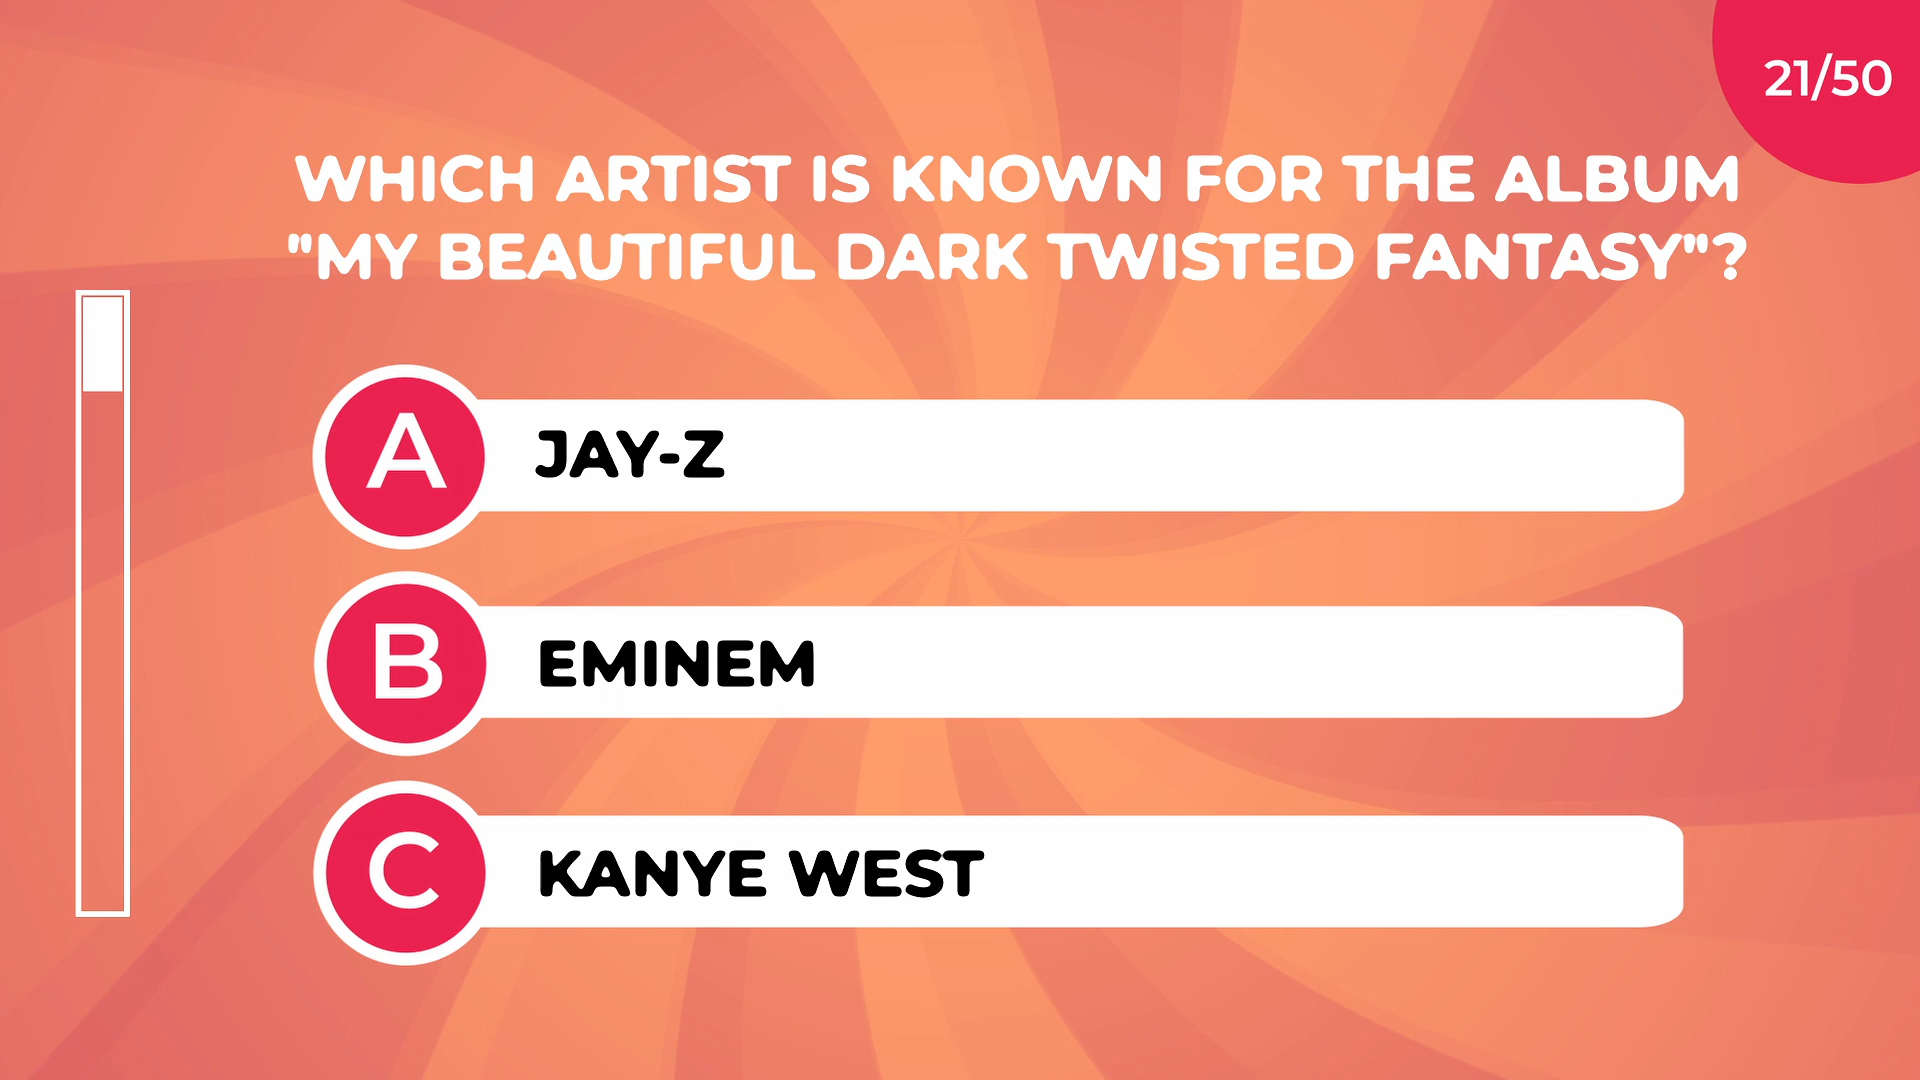 21/50
WHICH ARTIST IS KNOWN FOR THE ALBUM
"MY BEAUTIFUL DARK TWISTED FANTASY"?
A JAY-Z
B EMINEM
C KANYE WEST